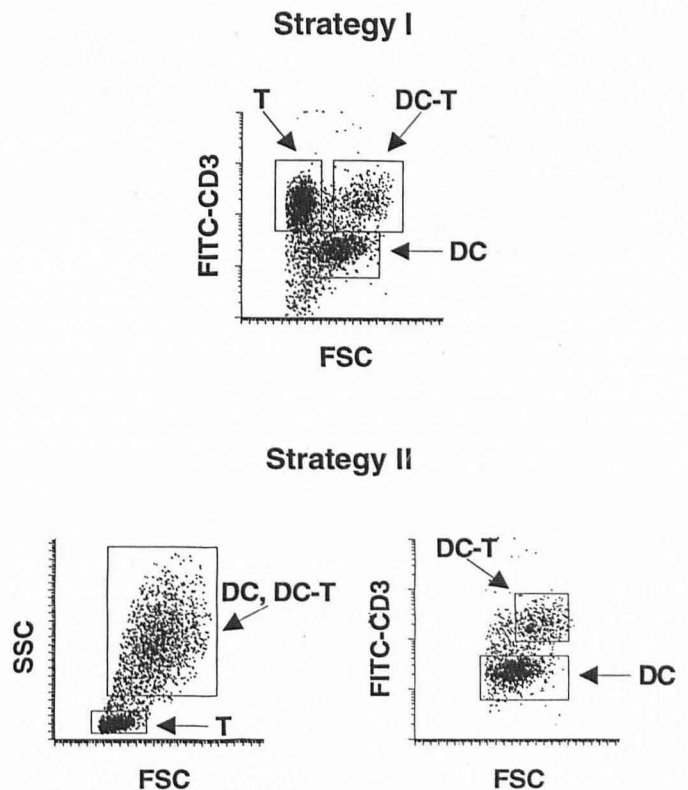 Strategy I
T
DC-T
FITC-CD3
DC
FSC
Strategy II
SSC
DC, DC-T
T
FSC
DC-T
FITC-CD3
DC
FSC